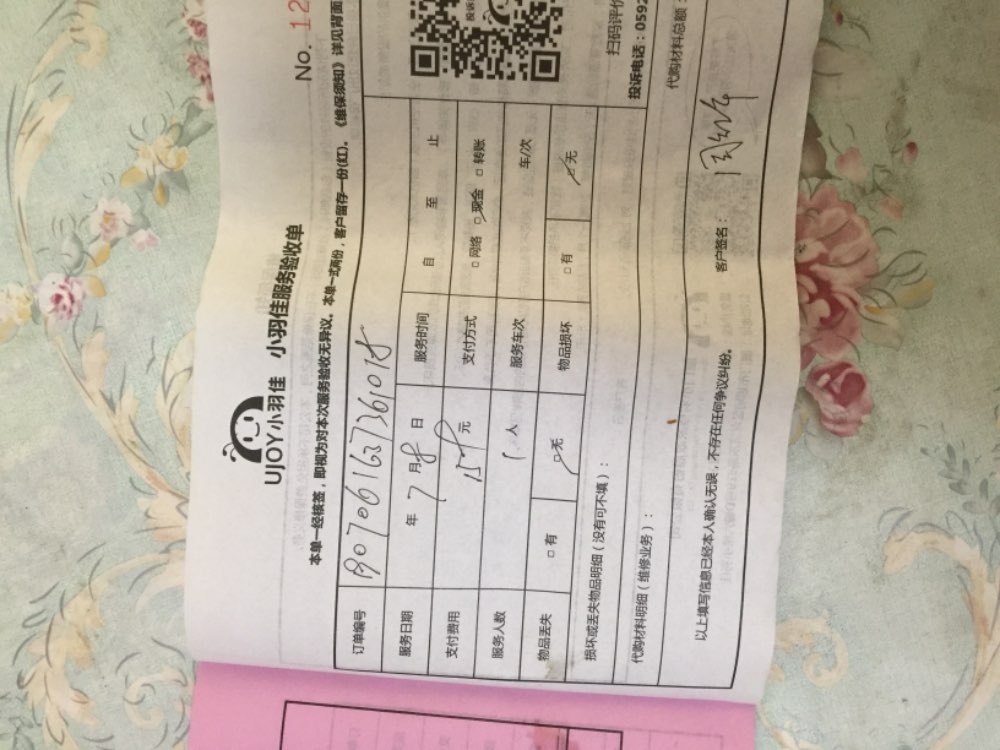 UJOY小羽佳 小羽佳服务验收单
No. 12
本单一经核签，即视为对本次服务验收无异议。本单一式两份，客户留存一份(红)。《维保须知》详见背面
订单编号 190706163736018
服务日期 年 7 月 8 日 服务时间 自 至 止
支付费用 元 支付方式 □ 网络 □ 现金 □ 转账
服务人数 1 人 服务车次 车/次
物品丢失 □ 有 □ 无 物品损坏 □ 有 □ 无
损坏或丢失物品明细（没有可不填）：
扫码评价
投诉电话：0592
代购材料明细（维修业务）：
代购材料总额：
以上填写信息已经本人确认无误，不存在任何争议纠纷。
客户签名：